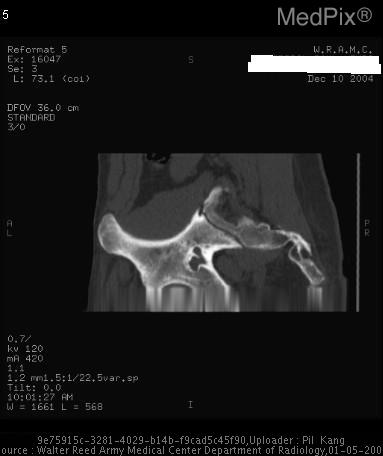 5
MedPix®
Reformat 5
Ex: 16047
Se: 3
L: 73.1 (coi)
S
W.R.A.M.C.
Dec 10 2004
DFOV 36.0 cm
STANDARD
3/0
A
L
P
R
0.7/
kv 120
mA 420
1.1
1.2 mm1.5:1/22.5var.sp
Tilt: 0.0
10:01:27 AM
W = 1661 L = 568
I
9e75915c-3281-4029-b14b-f9cad5c45f90,Uploader : Pil Kang
ource : Walter Reed Army Medical Center Department of Radiology,01-05-200